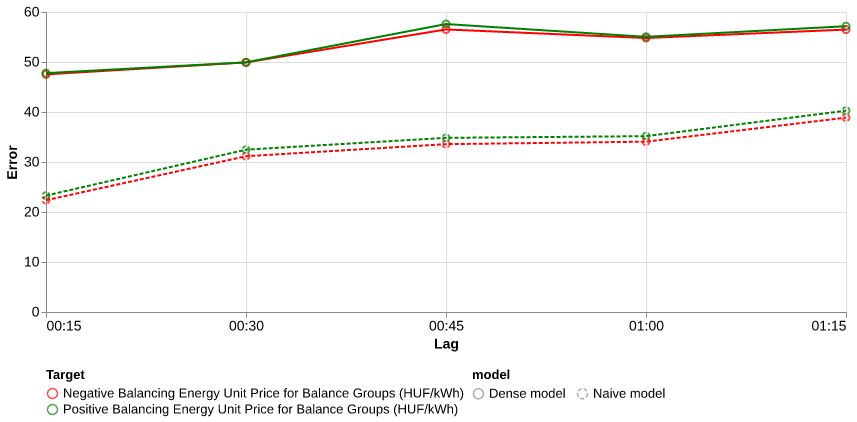 60
50
40
30
20
10
0
Error
00:15 00:30 00:45 01:00 01:15
Lag
Target
Negative Balancing Energy Unit Price for Balance Groups (HUF/kWh)
Positive Balancing Energy Unit Price for Balance Groups (HUF/kWh)
model
Dense model Naive model